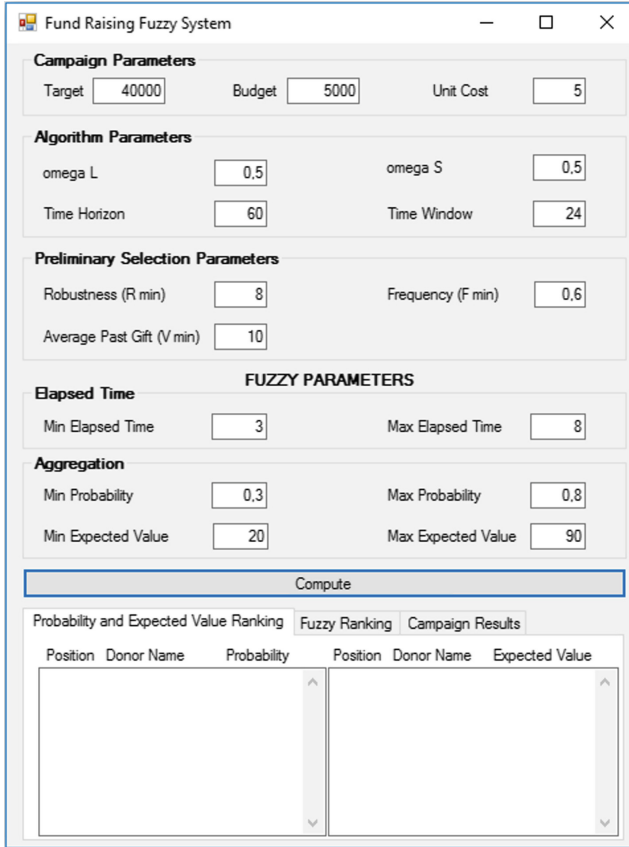 Fund Raising Fuzzy System
Campaign Parameters
Target 40000 Budget 5000 Unit Cost 5
Algorithm Parameters
omega L 0,5 omega S 0,5
Time Horizon 60 Time Window 24
Preliminary Selection Parameters
Robustness (R min) 8 Frequency (F min) 0,6
Average Past Gift (V min) 10
FUZZY PARAMETERS
Elapsed Time
Min Elapsed Time 3 Max Elapsed Time 8
Aggregation
Min Probability 0,3 Max Probability 0,8
Min Expected Value 20 Max Expected Value 90
Compute
Probability and Expected Value Ranking Fuzzy Ranking Campaign Results
Position Donor Name Probability Position Donor Name Expected Value